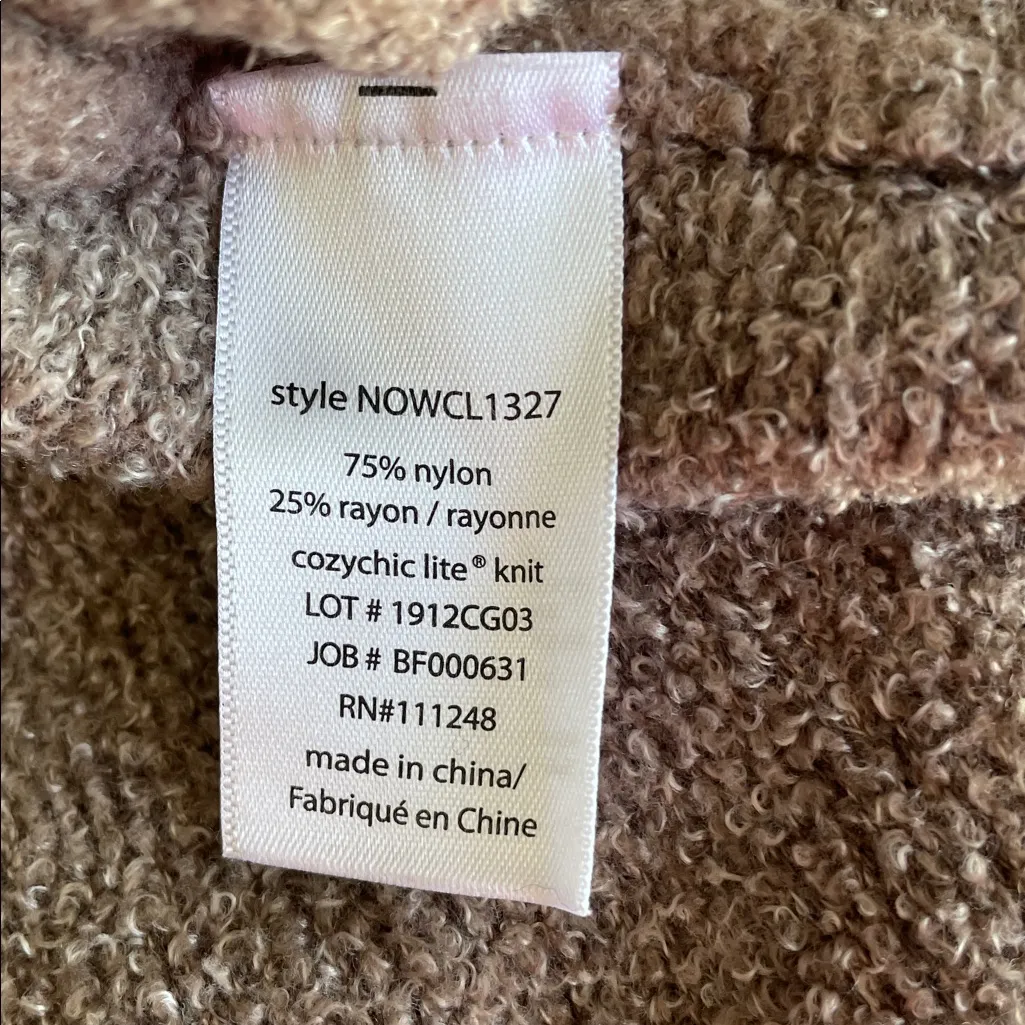 style NOWCL1327
75% nylon
25% rayon / rayonne
cozychic lite® knit
LOT # 1912CG03
JOB # BF000631
RN#111248
made in china/
Fabriqué en Chine